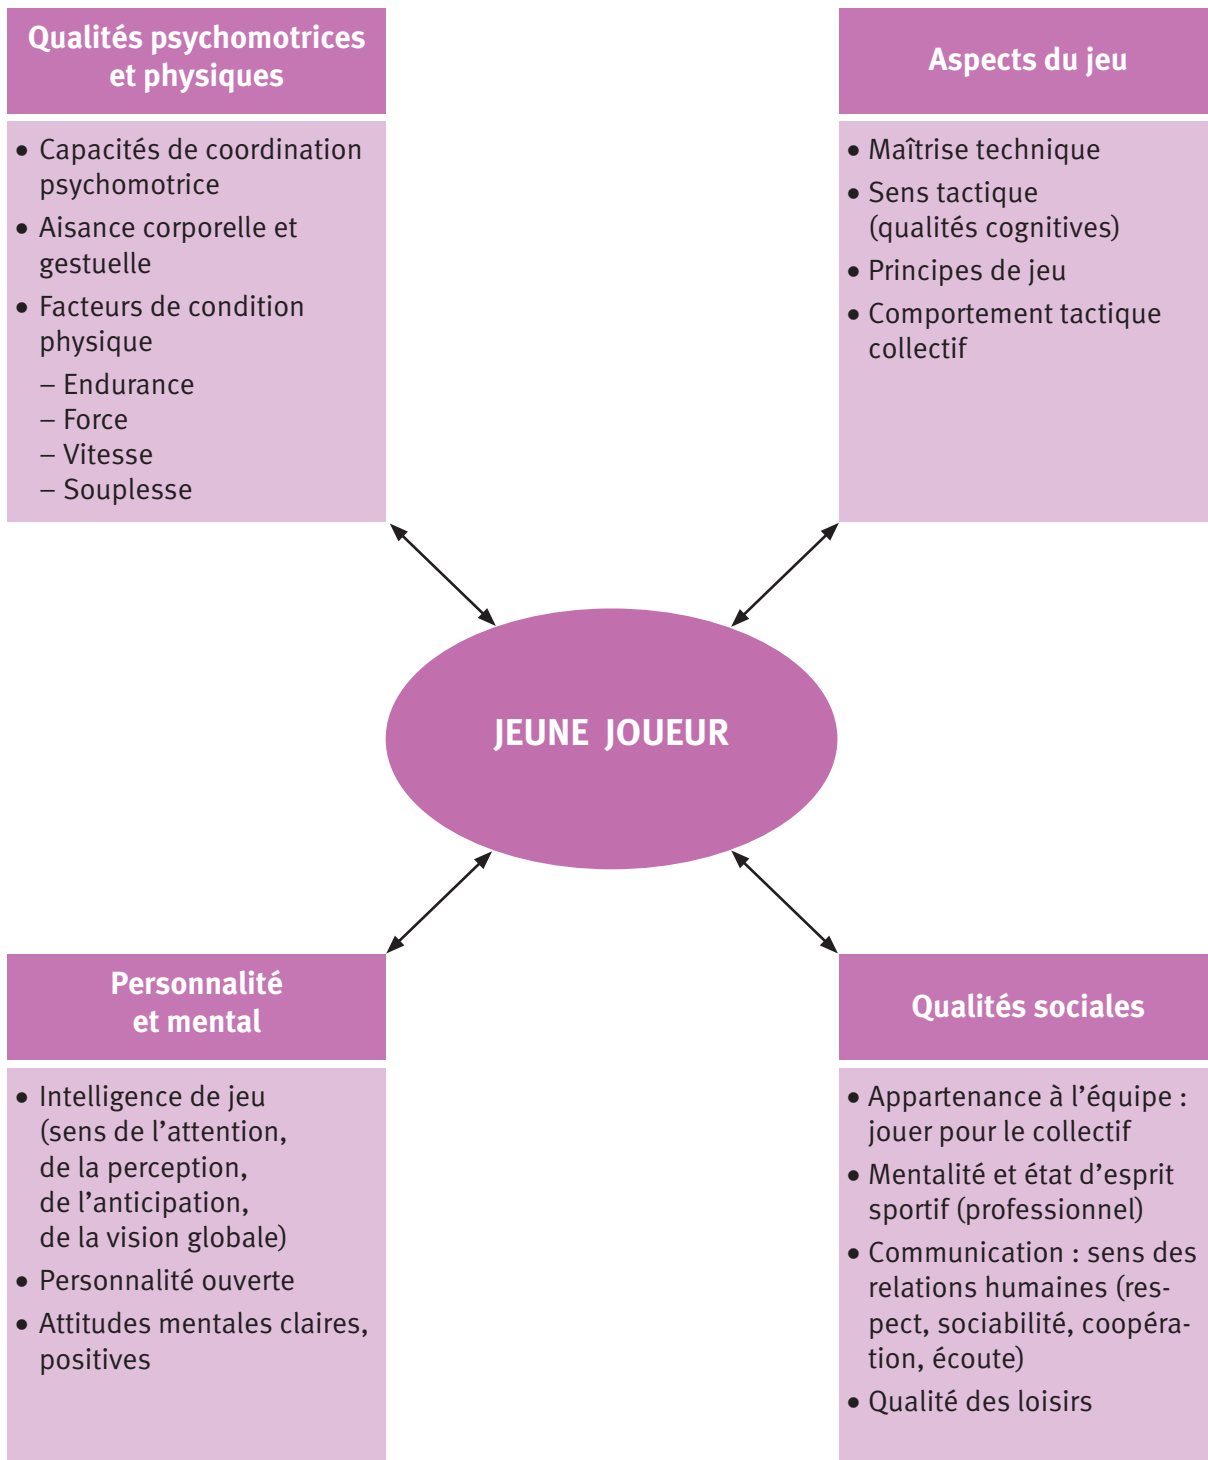 Qualités psychomotrices
et physiques
• Capacités de coordination
psychomotrice
• Aisance corporelle et
gestuelle
• Facteurs de condition
physique
– Endurance
– Force
– Vitesse
– Souplesse
Aspects du jeu
• Maîtrise technique
• Sens tactique
(qualités cognitives)
• Principes de jeu
• Comportement tactique
collectif
JEUNE JOUEUR
Personnalité
et mental
• Intelligence de jeu
(sens de l’attention,
de la perception,
de l’anticipation,
de la vision globale)
• Personnalité ouverte
• Attitudes mentales claires,
positives
Qualités sociales
• Appartenance à l’équipe :
jouer pour le collectif
• Mentalité et état d’esprit
sportif (professionnel)
• Communication : sens des
relations humaines (res-
pect, sociabilité, coopéra-
tion, écoute)
• Qualité des loisirs